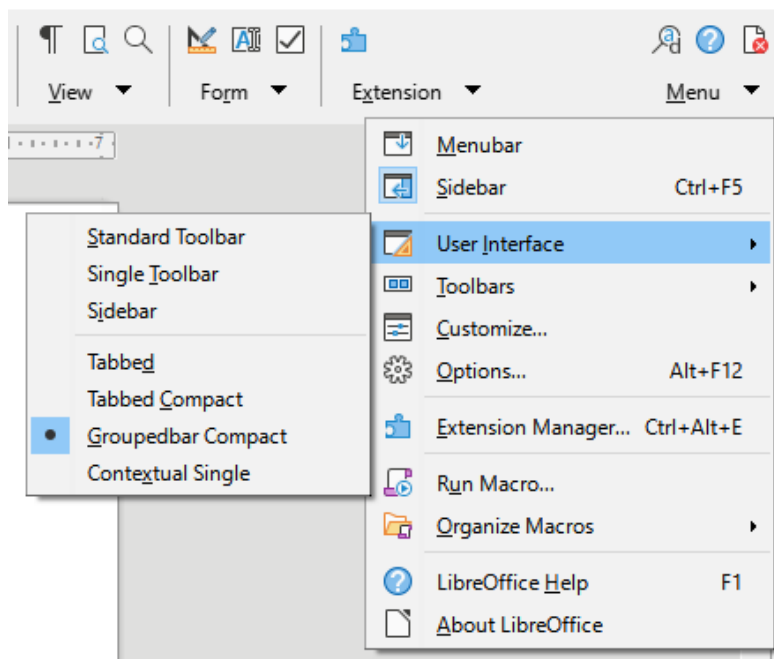 View Form Extension Menu
7
Menubar
Sidebar Ctrl+F5
User Interface
Toolbars
Customize...
Options... Alt+F12
Extension Manager... Ctrl+Alt+E
Run Macro...
Organize Macros
LibreOffice Help F1
About LibreOffice
Standard Toolbar
Single Toolbar
Sidebar
Tabbed
Tabbed Compact
Groupedbar Compact
Contextual Single